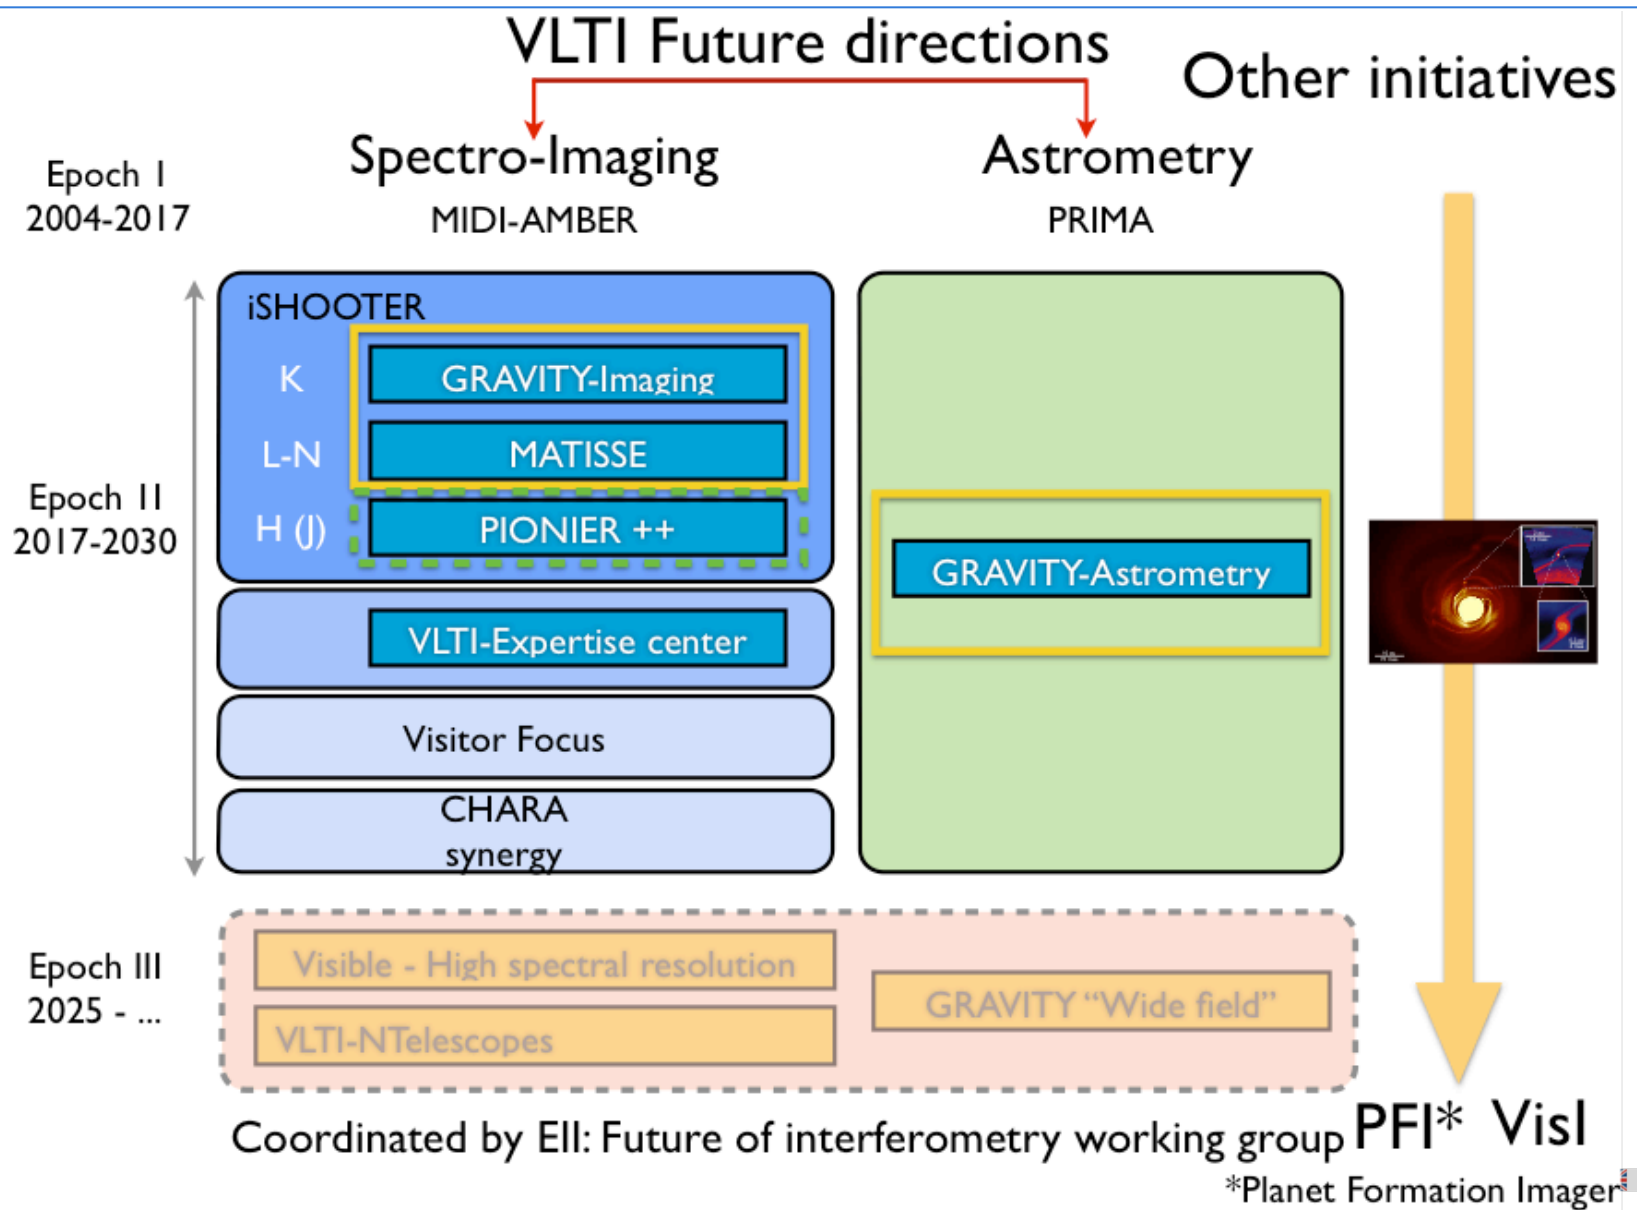 VLTI Future directions
Other initiatives
Spectro-Imaging
Astrometry
Epoch I
2004-2017
MIDI-AMBER
PRIMA
iSHOOTER
K
GRAVITY-Imaging
L-N
MATISSE
Epoch II
2017-2030
H (J)
PIONIER ++
GRAVITY-Astrometry
VLTI-Expertise center
Visitor Focus
CHARA
synergy
Epoch III
2025 - ...
Visible - High spectral resolution
GRAVITY “Wide field”
VLTI-NTelescopes
Coordinated by EII: Future of interferometry working group
PFI* VisI
*Planet Formation Imager